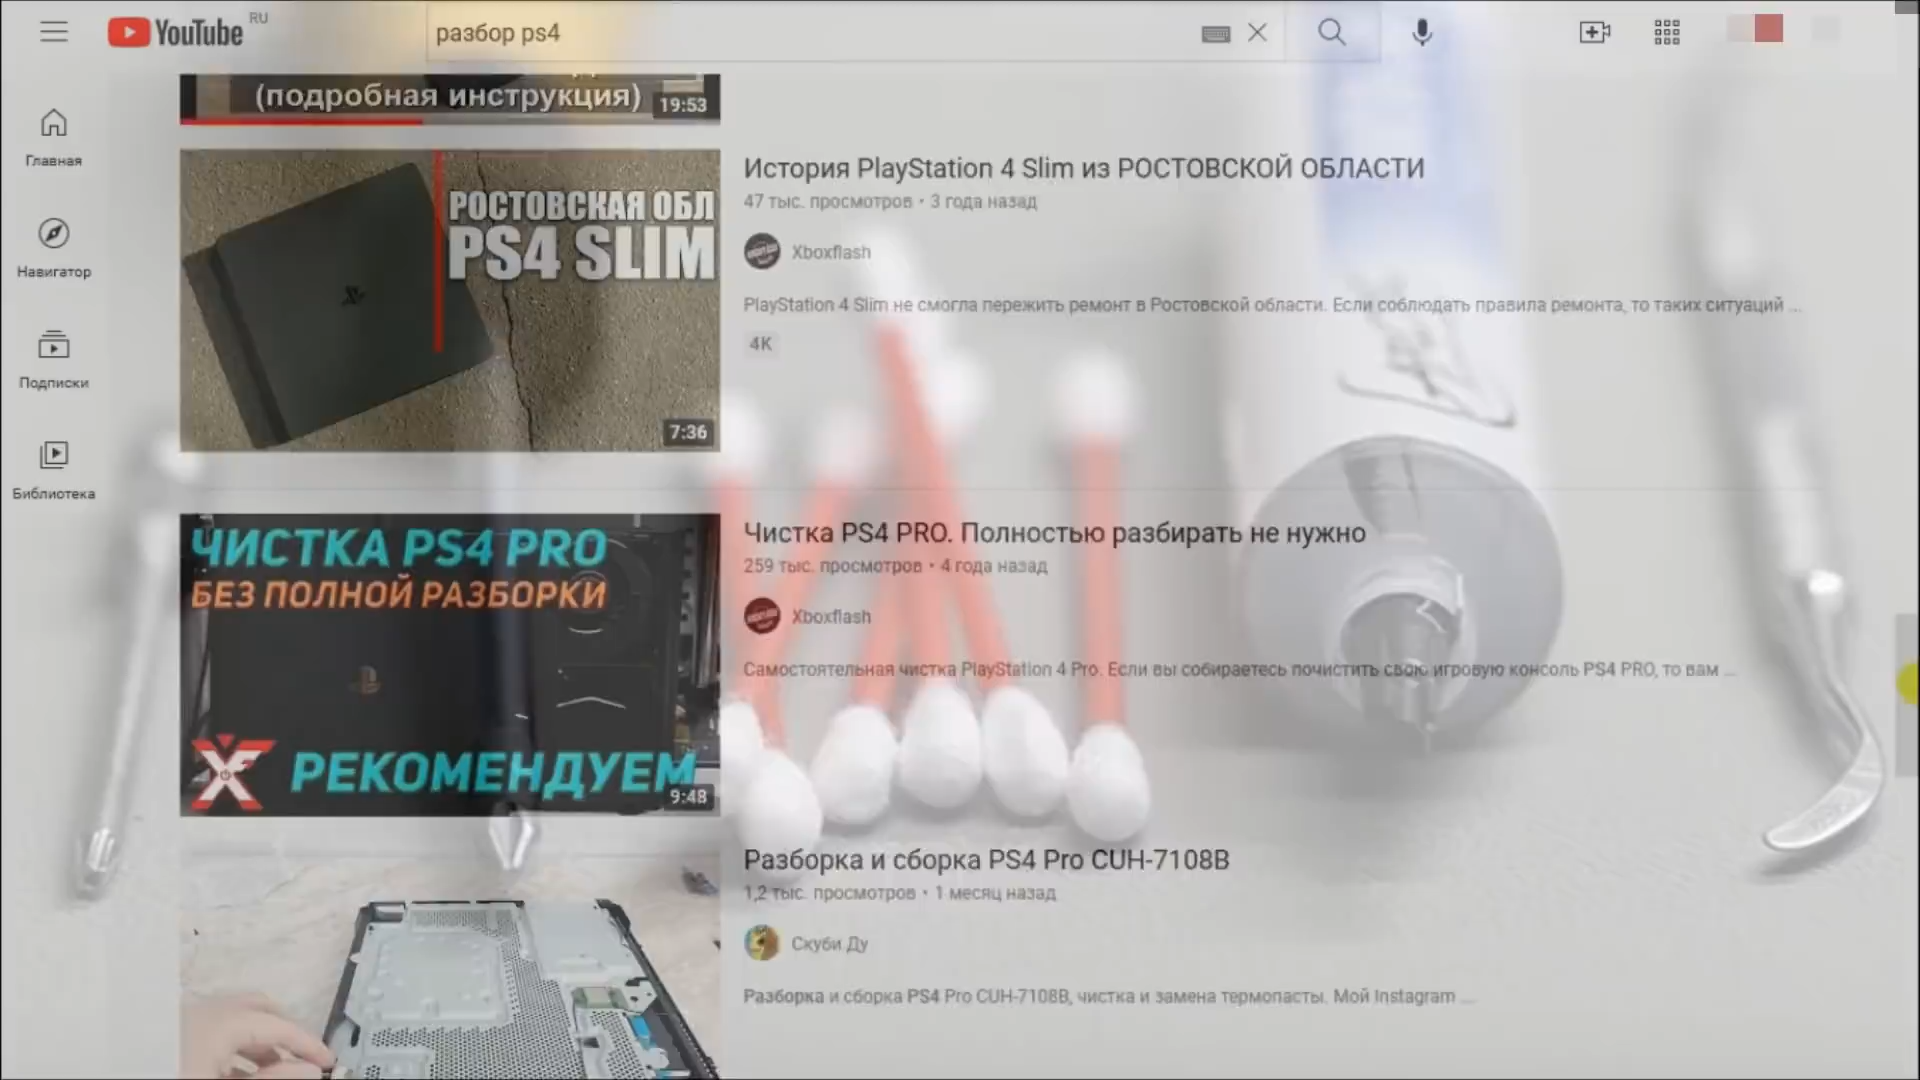 YouTube RU
разбор ps4
Главная
Навигатор
Подписки
Библиотека
(подробная инструкция)
19:53
РОСТОВСКАЯ ОБЛ
PS4 SLIM
7:36
История PlayStation 4 Slim из РОСТОВСКОЙ ОБЛАСТИ
47 тыс. просмотров • 3 года назад
Xboxflash
PlayStation 4 Slim не смогла пережить ремонт в Ростовской области. Если соблюдать правила ремонта, то таких ситуаций ...
4K
ЧИСТКА PS4 PRO
БЕЗ ПОЛНОЙ РАЗБОРКИ
РЕКОМЕНДУЕМ
9:48
Чистка PS4 PRO. Полностью разбирать не нужно
259 тыс. просмотров • 4 года назад
Xboxflash
Самостоятельная чистка PlayStation 4 Pro. Если вы собираетесь почистить свою игровую консоль PS4 PRO, то вам ...
Разборка и сборка PS4 Pro CUH-7108B
1,2 тыс. просмотров • 1 месяц назад
Скуби Ду
Разборка и сборка PS4 Pro CUH-7108B, чистка и замена термопасты. Мой Instagram ...